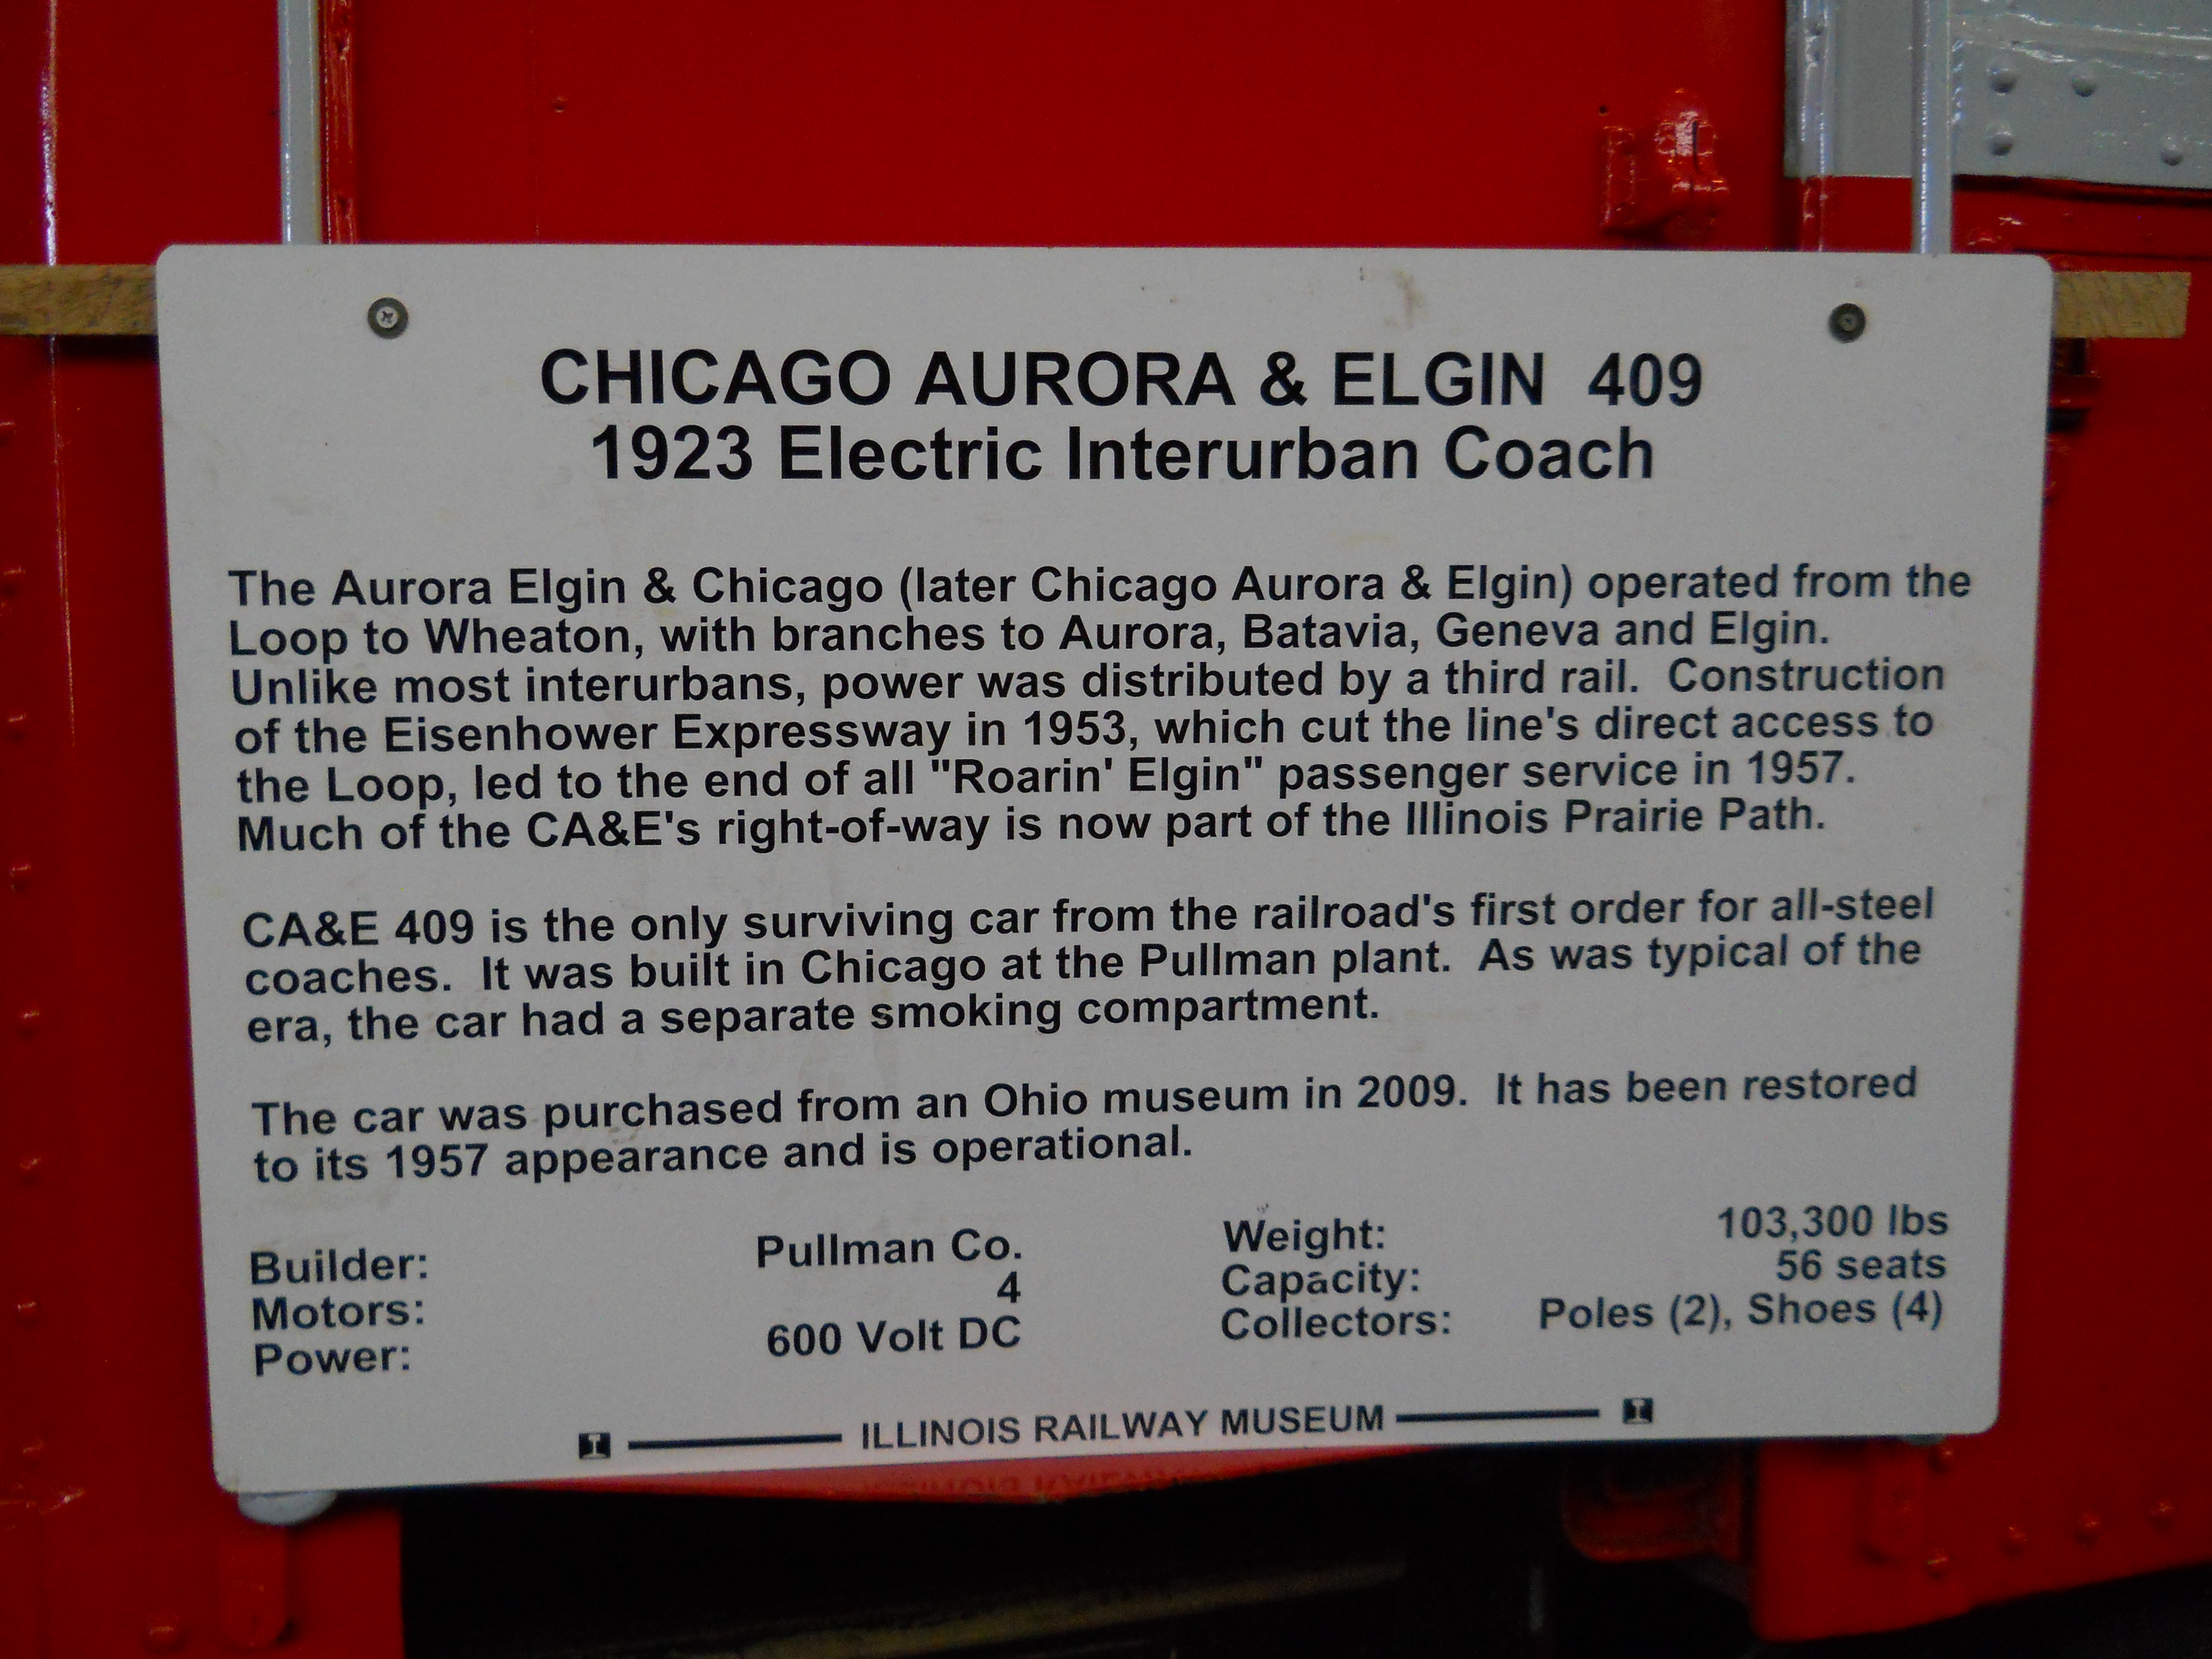 CHICAGO AURORA & ELGIN 409
1923 Electric Interurban Coach
The Aurora Elgin & Chicago (later Chicago Aurora & Elgin) operated from the
Loop to Wheaton, with branches to Aurora, Batavia, Geneva and Elgin.
Unlike most interurbans, power was distributed by a third rail. Construction
of the Eisenhower Expressway in 1953, which cut the line's direct access to
the Loop, led to the end of all "Roarin' Elgin" passenger service in 1957.
Much of the CA&E's right-of-way is now part of the Illinois Prairie Path.
CA&E 409 is the only surviving car from the railroad's first order for all-steel
coaches. It was built in Chicago at the Pullman plant. As was typical of the
era, the car had a separate smoking compartment.
The car was purchased from an Ohio museum in 2009. It has been restored
to its 1957 appearance and is operational.
Builder: Pullman Co. Weight: 103,300 lbs
Motors: 4 Capacity: 56 seats
Power: 600 Volt DC Collectors: Poles (2), Shoes (4)
I ILLINOIS RAILWAY MUSEUM I